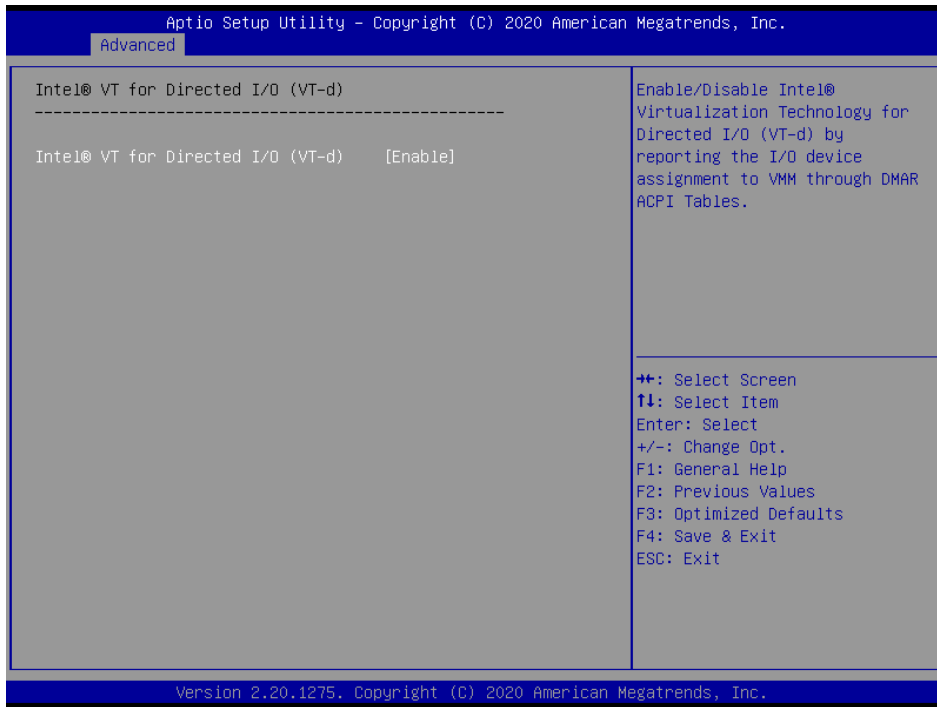 Aptio Setup Utility – Copyright (C) 2020 American Megatrends, Inc.
Advanced
Intel® VT for Directed I/O (VT-d)
--------------------------------------------------
Intel® VT for Directed I/O (VT-d) [Enable]
Enable/Disable Intel®
Virtualization Technology for
Directed I/O (VT-d) by
reporting the I/O device
assignment to VMM through DMAR
ACPI Tables.
→←: Select Screen
↑↓: Select Item
Enter: Select
+/-: Change Opt.
F1: General Help
F2: Previous Values
F3: Optimized Defaults
F4: Save & Exit
ESC: Exit
Version 2.20.1275. Copyright (C) 2020 American Megatrends, Inc.